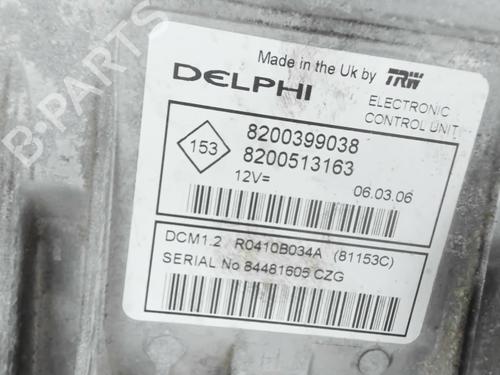 Made in the Uk by TRW
DELPHI
ELECTRONIC
CONTROL UNIT
153
8200399038
8200513163
12V=
06.03.06
DCM1.2 R0410B034A (81153C)
SERIAL No 84481605 CZG
B-PARTS